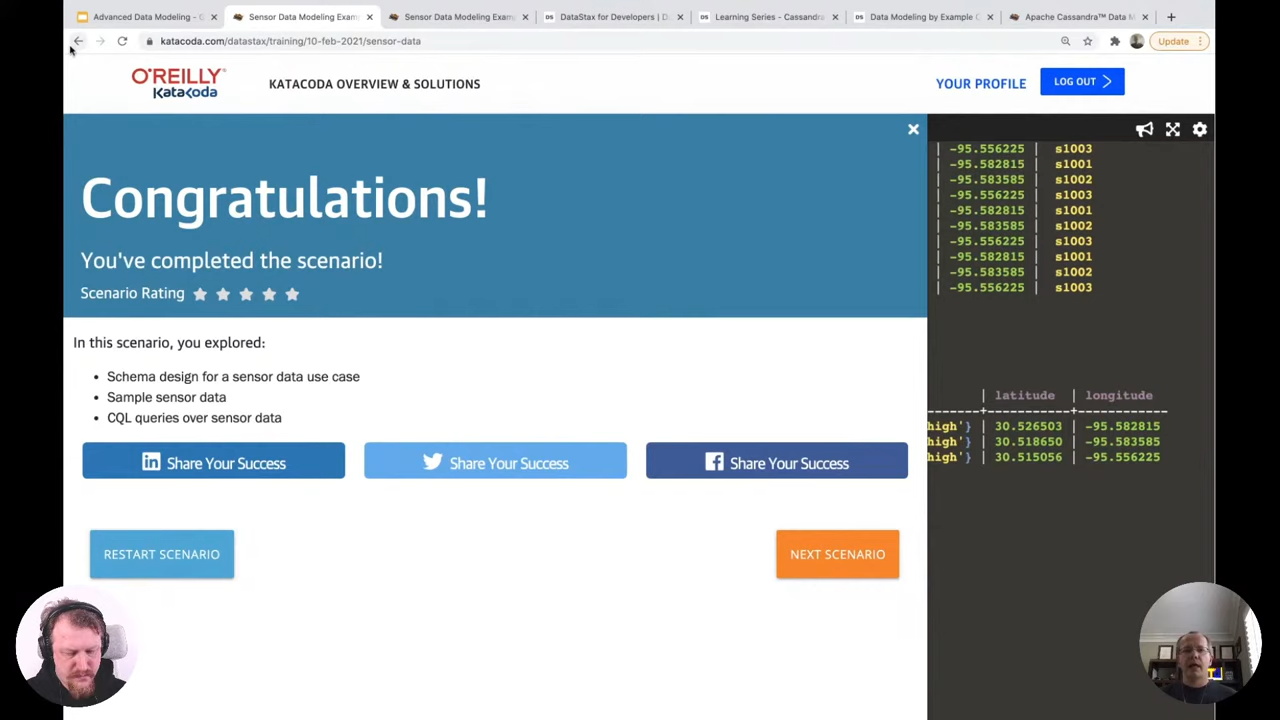 Advanced Data Modeling - G
Sensor Data Modeling Exam
Sensor Data Modeling Exam
DataStax for Developers | D
Learning Series - Cassandra
Data Modeling by Example
Apache Cassandra™ Data M
katacoda.com/datastax/training/10-feb-2021/sensor-data
Update
O'REILLY
Katacoda
KATACODA OVERVIEW & SOLUTIONS
YOUR PROFILE
LOG OUT
Congratulations!
You've completed the scenario!
Scenario Rating
In this scenario, you explored:
• Schema design for a sensor data use case
• Sample sensor data
• CQL queries over sensor data
Share Your Success
Share Your Success
Share Your Success
RESTART SCENARIO
NEXT SCENARIO
| -95.556225 | s1003
| -95.582815 | s1001
| -95.583585 | s1002
| -95.556225 | s1003
| -95.582815 | s1001
| -95.583585 | s1002
| -95.556225 | s1003
| -95.582815 | s1001
| -95.583585 | s1002
| -95.556225 | s1003
| latitude | longitude
-------+-----------+------------
high'} | 30.526503 | -95.582815
high'} | 30.518650 | -95.583585
high'} | 30.515056 | -95.556225